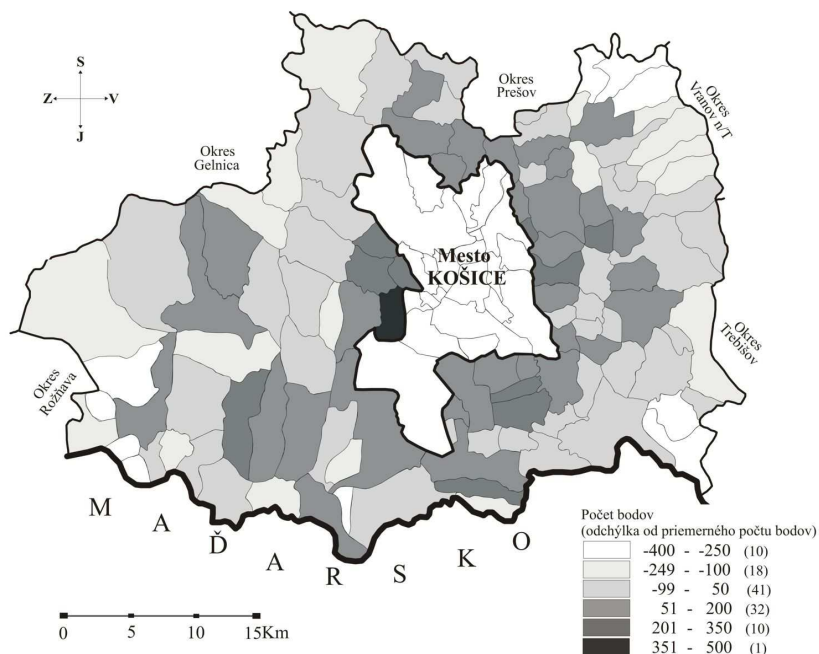 S
Z V
J
Okres
Prešov
Okres
Vranov n/T
Okres
Gelnica
Mesto
KOŠICE
Okres
Trebišov
Okres
Rožňava
M A Ď A R S K O
Počet bodov
(odchýlka od priemerného počtu bodov)
-400 - -250 (10)
-249 - -100 (18)
-99 - 50 (41)
51 - 200 (32)
201 - 350 (10)
351 - 500 (1)
0 5 10 15Km